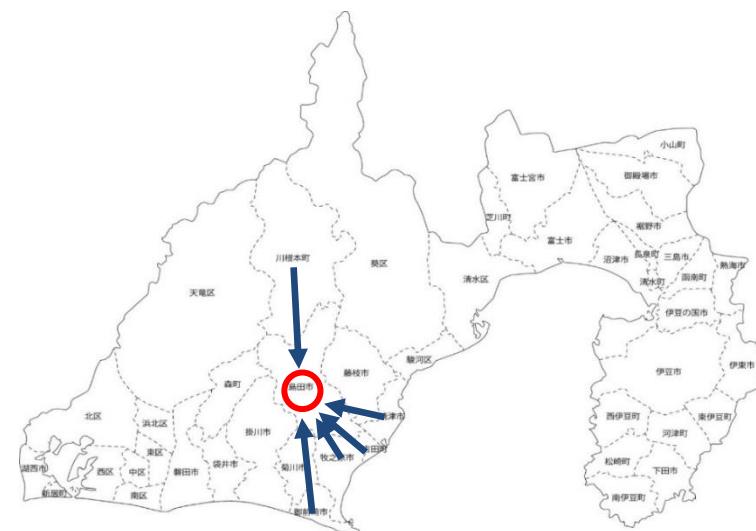 小山町
御殿場市
富士宮市
芝川町
裾野市
富士市
長泉町
三島市
沼津市
熱海市
函南町
清水町
川根本町
葵区
清水区
天竜区
伊豆の国市
駿河区
藤枝市
伊東市
伊豆市
森町
島田市
北区
浜北区
掛川市
焼津市
西伊豆町
東伊豆町
河津町
東区
吉田町
牧之原市
袋井市
菊川市
湖西市
西区
中区
磐田市
松崎町
下田市
新居町
南区
南伊豆町
御前崎市